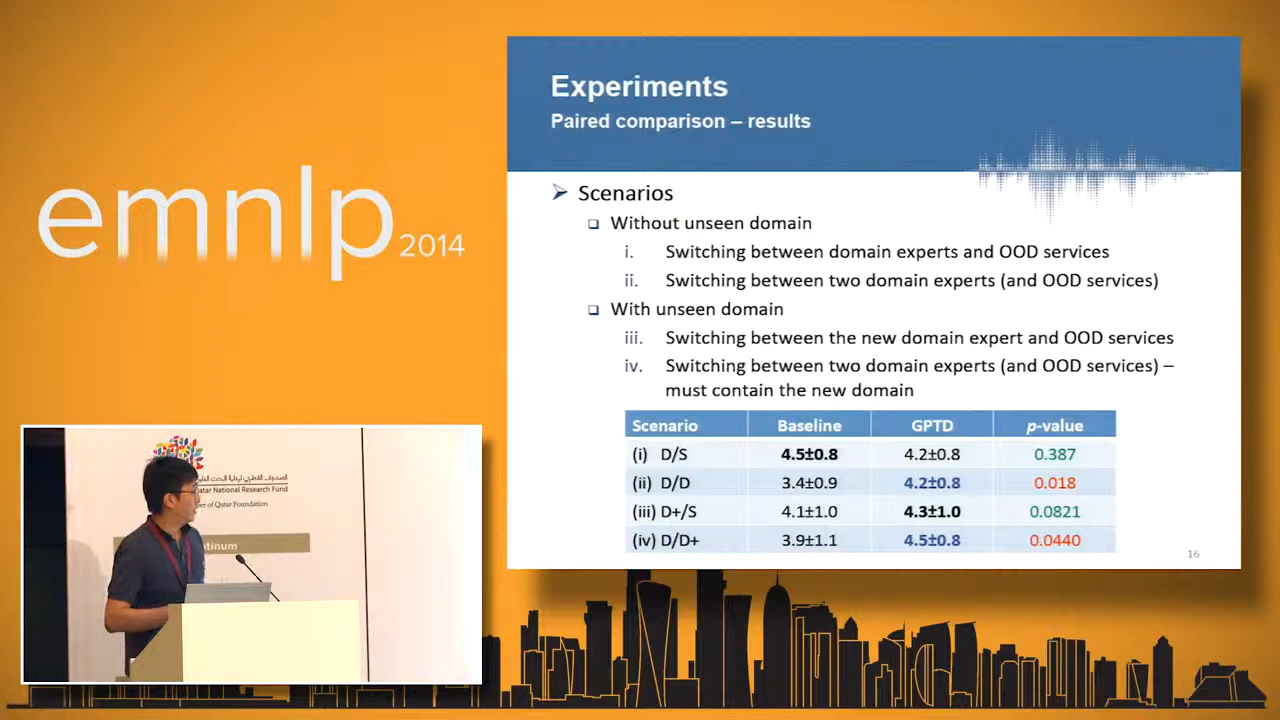 emnlp 2014
Experiments
Paired comparison – results
Scenarios
Without unseen domain
i. Switching between domain experts and OOD services
ii. Switching between two domain experts (and OOD services)
With unseen domain
iii. Switching between the new domain expert and OOD services
iv. Switching between two domain experts (and OOD services) –
must contain the new domain
Scenario Baseline GPTD p-value
(i) D/S 4.5±0.8 4.2±0.8 0.387
(ii) D/D 3.4±0.9 4.2±0.8 0.018
(iii) D+/S 4.1±1.0 4.3±1.0 0.0821
(iv) D/D+ 3.9±1.1 4.5±0.8 0.0440
16
Qatar National Research Fund
of Qatar Foundation